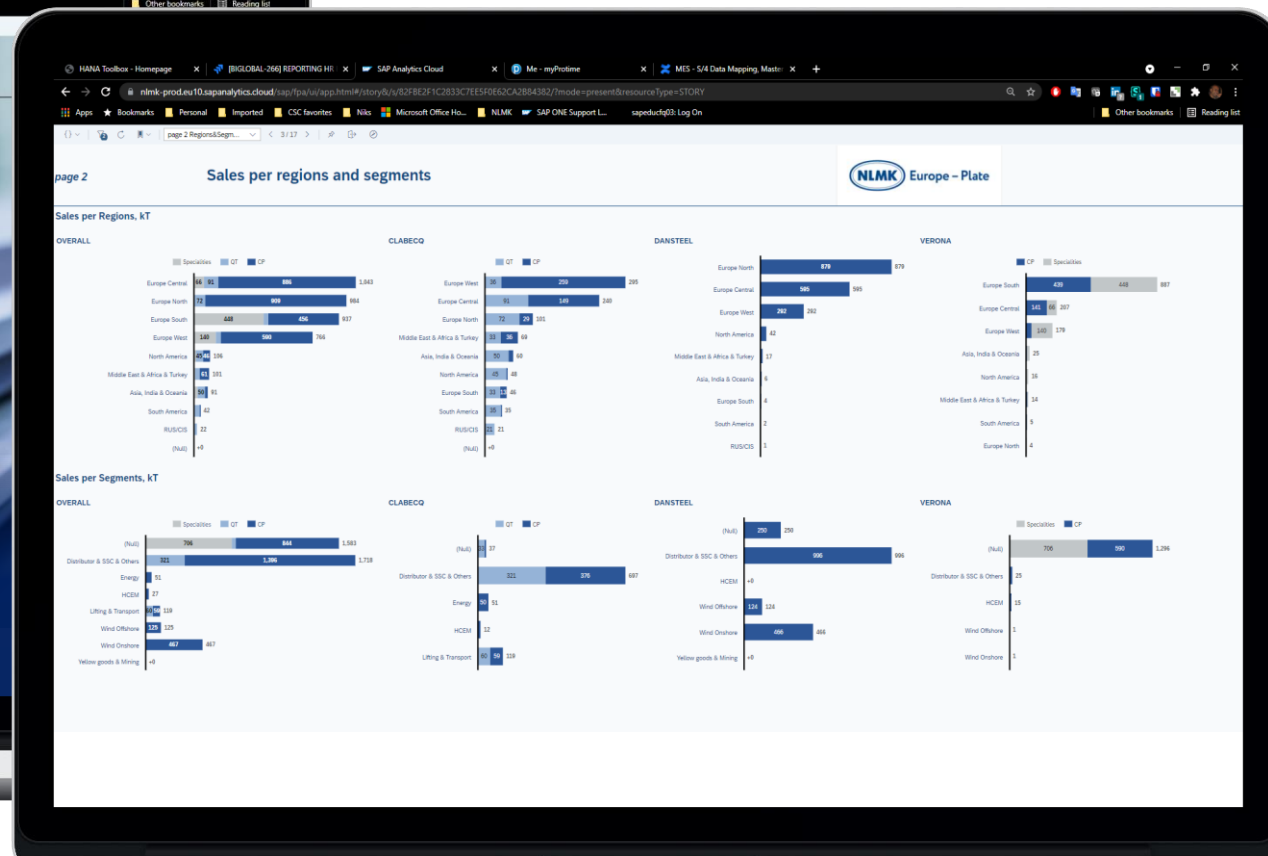 Other bookmarks Reading list
HANA Toolbox - Homepage [BIGLOBAL-266] REPORTING HR SAP Analytics Cloud Me - myProtime MES - S/4 Data Mapping, Master
nlmk-prod.eu10.sapanalytics.cloud/sap/fpa/ui/app.html#/story&/s/82FBE2F1C2833C7EE5F0E62CA2B84382/?mode=present&resourceType=STORY
Apps Bookmarks Personal Imported CSC favorites Niks Microsoft Office Ho... NLMK SAP ONE Support L... sapeducfq03: Log On Other bookmarks Reading list
page 2 Regions&Segm... 3/17
page 2 Sales per regions and segments NLMK Europe – Plate
Sales per Regions, kT
OVERALL
Specialities QT CP
Europe Central 66 91 886 1,043
Europe North 72 909 984
Europe South 448 456 937
Europe West 140 590 766
North America 45 46 106
Middle East & Africa & Turkey 61 101
Asia, India & Oceania 50 91
South America 42
RUS/CIS 22
(Null) +0
CLABECQ
QT CP
Europe West 36 259 295
Europe Central 91 149 240
Europe North 72 29 101
Middle East & Africa & Turkey 33 36 69
Asia, India & Oceania 50 60
North America 45 48
Europe South 33 13 46
South America 35 35
RUS/CIS 21 21
(Null) +0
DANSTEEL
Europe North 879 879
Europe Central 595 595
Europe West 282 282
North America 42
Middle East & Africa & Turkey 17
Asia, India & Oceania 6
Europe South 4
South America 2
RUS/CIS 1
VERONA
CP Specialities
Europe South 439 448 887
Europe Central 141 66 207
Europe West 140 179
Asia, India & Oceania 25
North America 16
Middle East & Africa & Turkey 14
South America 5
Europe North 4
Sales per Segments, kT
OVERALL
Specialities QT CP
(Null) 706 844 1,583
Distributor & SSC & Others 321 1,396 1,718
Energy 51
HCEM 27
Lifting & Transport 60 58 119
Wind Offshore 125 125
Wind Onshore 467 467
Yellow goods & Mining +0
CLABECQ
QT CP
(Null) 33 37
Distributor & SSC & Others 321 376 697
Energy 50 51
HCEM 12
Lifting & Transport 60 59 119
DANSTEEL
(Null) 250 250
Distributor & SSC & Others 996 996
HCEM +0
Wind Offshore 124 124
Wind Onshore 466 466
Yellow goods & Mining +0
VERONA
Specialties CP
(Null) 706 590 1,296
Distributor & SSC & Others 25
HCEM 15
Wind Offshore 1
Wind Onshore 1